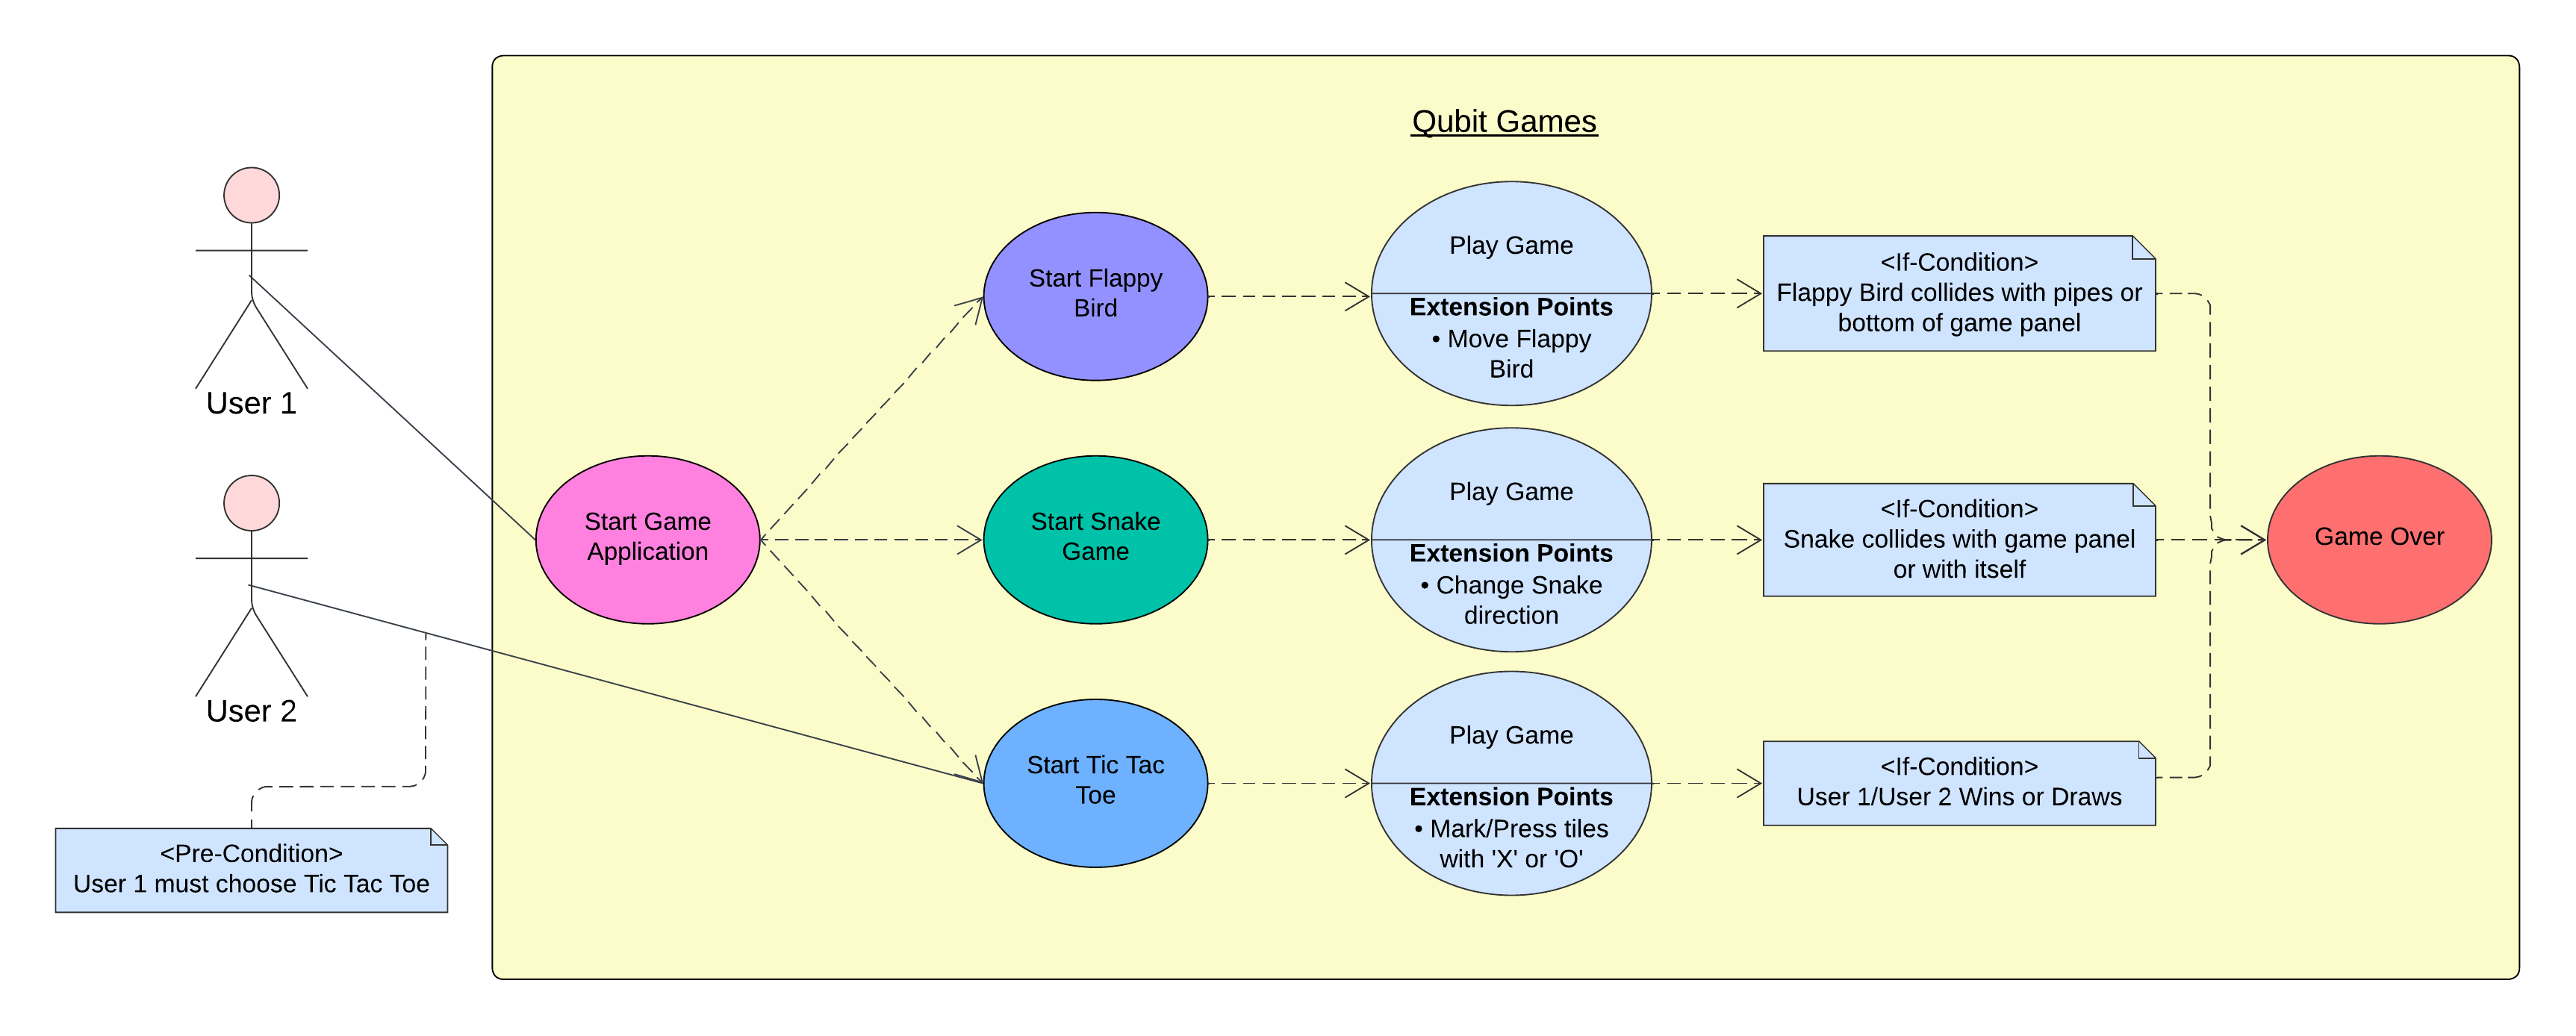 Qubit Games
User 1
User 2
<Pre-Condition>
User 1 must choose Tic Tac Toe
Start Game
Application
Start Flappy
Bird
Play Game
Extension Points
• Move Flappy
Bird
<If-Condition>
Flappy Bird collides with pipes or
bottom of game panel
Start Snake
Game
Play Game
Extension Points
• Change Snake
direction
<If-Condition>
Snake collides with game panel
or with itself
Start Tic Tac
Toe
Play Game
Extension Points
• Mark/Press tiles
with 'X' or 'O'
<If-Condition>
User 1/User 2 Wins or Draws
Game Over